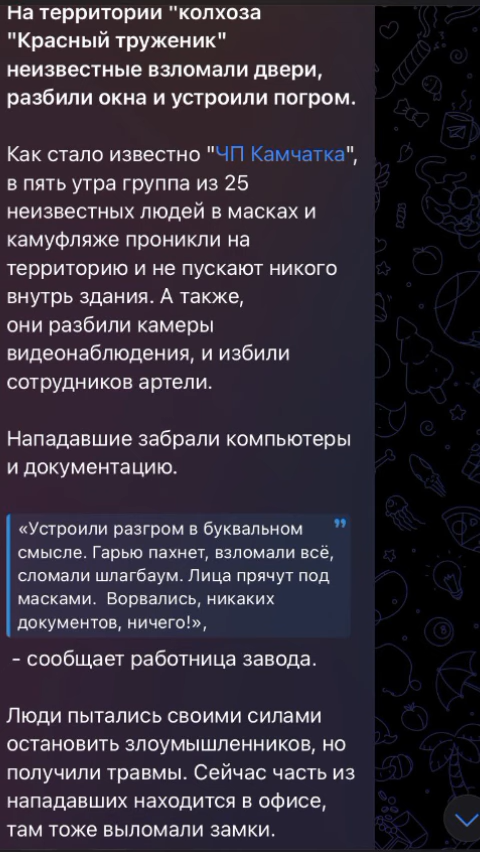 На территории "колхоза
"Красный труженик"
неизвестные взломали двери,
разбили окна и устроили погром.
Как стало известно "ЧП Камчатка",
в пять утра группа из 25
неизвестных людей в масках и
камуфляже проникли на
территорию и не пускают никого
внутрь здания. А также,
они разбили камеры
видеонаблюдения, и избили
сотрудников артели.
Нападавшие забрали компьютеры
и документацию.
«Устроили разгром в буквальном
смысле. Гарью пахнет, взломали всё,
сломали шлагбаум. Лица прячут под
масками. Ворвались, никаких
документов, ничего!»,
- сообщает работница завода.
Люди пытались своими силами
остановить злоумышленников, но
получили травмы. Сейчас часть из
нападавших находится в офисе,
там тоже выломали замки.